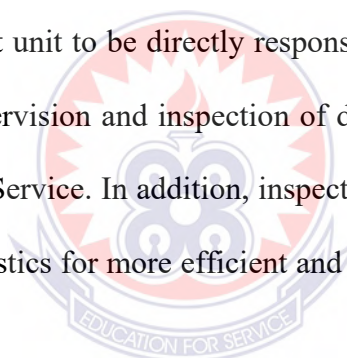 t unit to be directly respons
ervision and inspection of d
Service. In addition, inspect
stics for more efficient and
EDUCATION FOR SERVICE